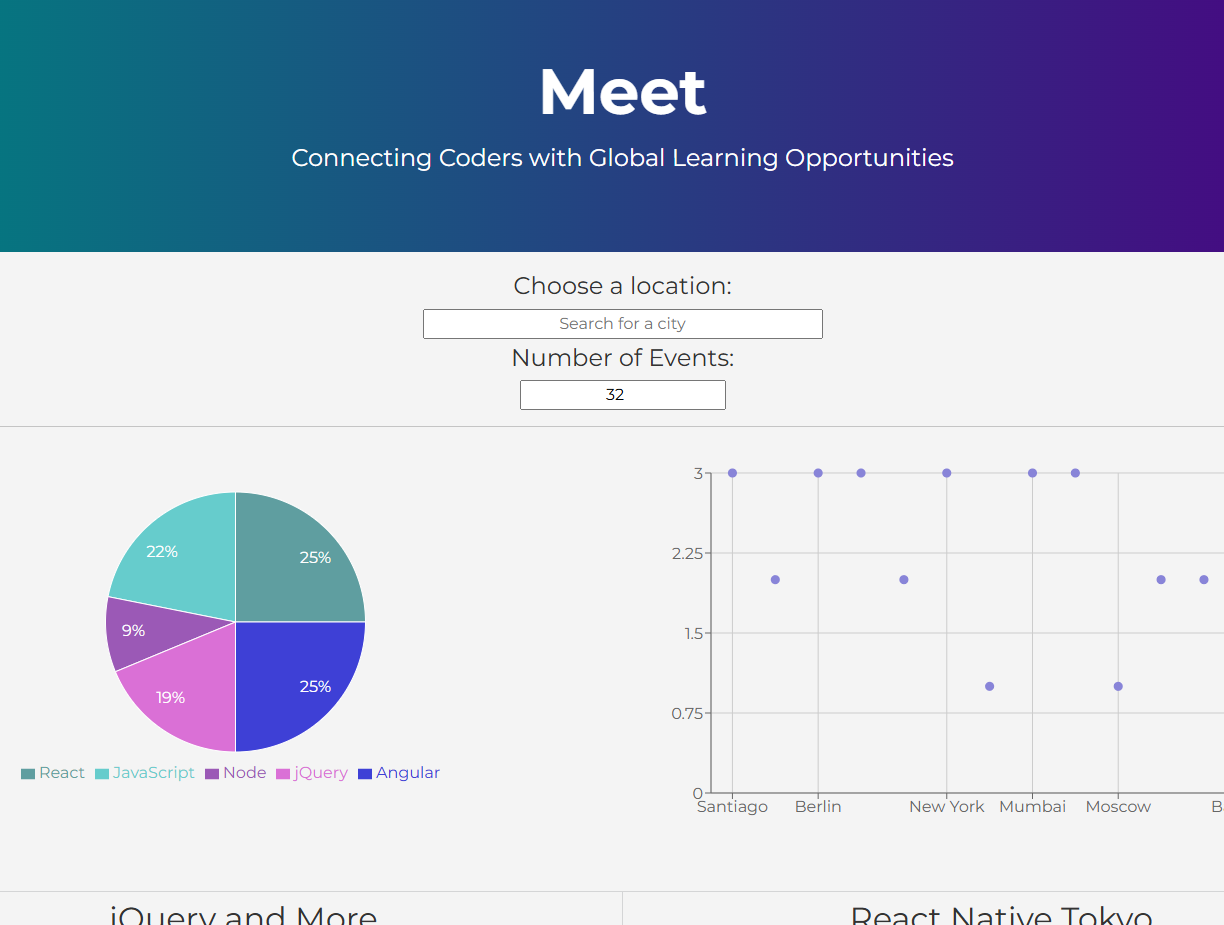 Meet
Connecting Coders with Global Learning Opportunities
Choose a location:
Search for a city
Number of Events:
32
22%
25%
9%
19%
25%
React JavaScript Node jQuery Angular
3
2.25
1.5
0.75
0
Santiago Berlin New York Mumbai Moscow
jQuery and More
React Native Tokyo